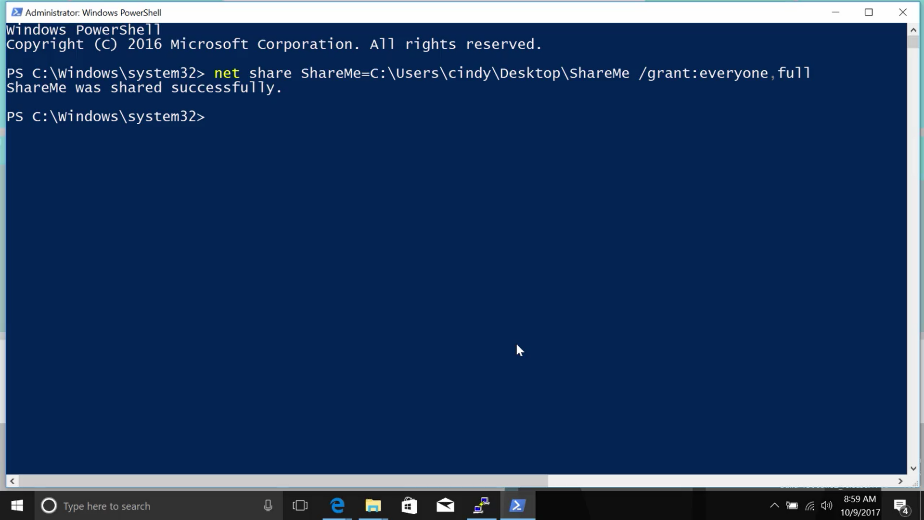 Administrator: Windows PowerShell
Windows PowerShell
Copyright (C) 2016 Microsoft Corporation. All rights reserved.
PS C:\Windows\system32> net share ShareMe=C:\Users\cindy\Desktop\ShareMe /grant:everyone,full
ShareMe was shared successfully.
PS C:\Windows\system32>
Type here to search
8:59 AM
10/9/2017
4